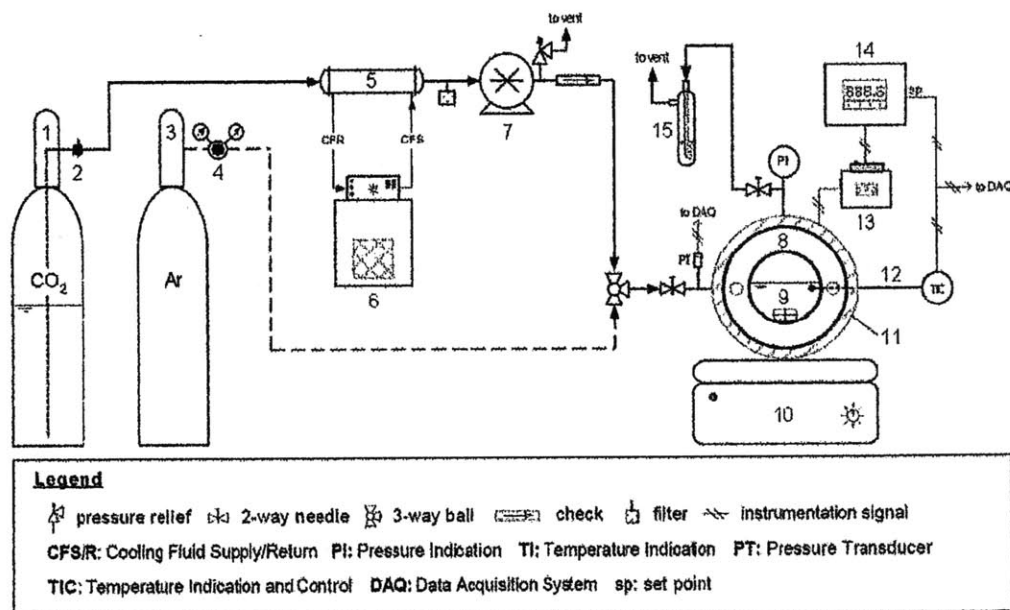 to vent
to vent
14
5
888.8
SP
1
3
7
15
CFR
CFS
PI
2
4
to DAQ
to DAQ
13
8
PT
CO₂
Ar
12
TIC
6
9
11
10
Legend
pressure relief 2-way needle 3-way ball check filter instrumentation signal
CFS/R: Cooling Fluid Supply/Return PI: Pressure Indication TI: Temperature Indication PT: Pressure Transducer
TIC: Temperature Indication and Control DAQ: Data Acquisition System sp: set point